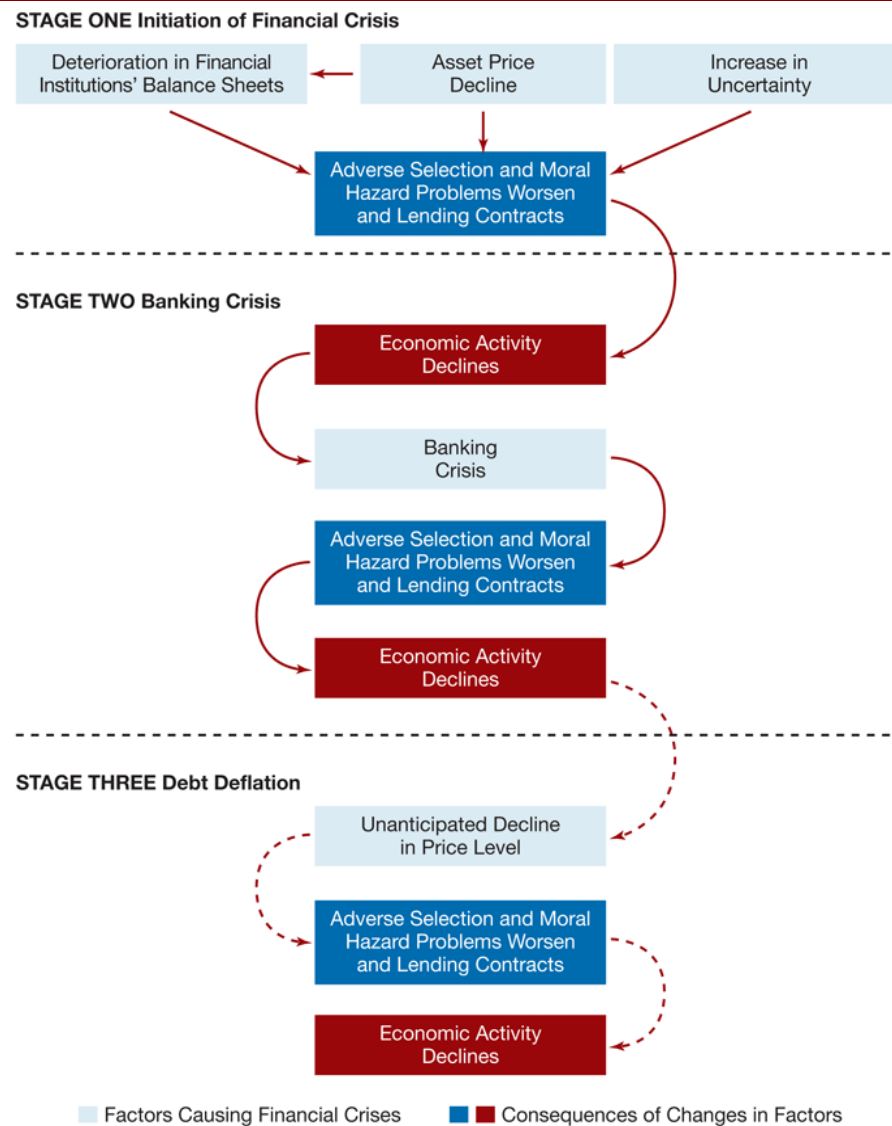 STAGE ONE Initiation of Financial Crisis
Deterioration in Financial
Institutions’ Balance Sheets
Asset Price
Decline
Increase in
Uncertainty
Adverse Selection and Moral
Hazard Problems Worsen
and Lending Contracts
STAGE TWO Banking Crisis
Economic Activity
Declines
Banking
Crisis
Adverse Selection and Moral
Hazard Problems Worsen
and Lending Contracts
Economic Activity
Declines
STAGE THREE Debt Deflation
Unanticipated Decline
in Price Level
Adverse Selection and Moral
Hazard Problems Worsen
and Lending Contracts
Economic Activity
Declines
Factors Causing Financial Crises
Consequences of Changes in Factors